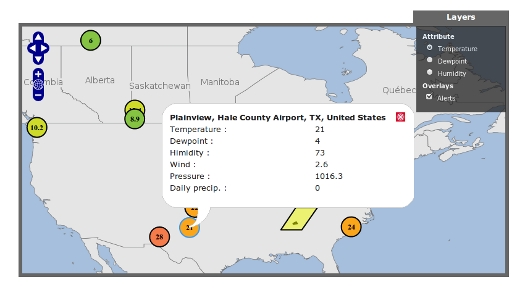 Layers
Attribute
Temperature
Dewpoint
Humidity
Overlays
Alerts
6
Alberta
Saskatchewan
Manitoba
Québec
8.9
10.2
Plainview, Hale County Airport, TX, United States
Temperature : 21
Dewpoint : 4
Himidity : 73
Wind : 2.6
Pressure : 1016.3
Daily precip. : 0
21
28
24